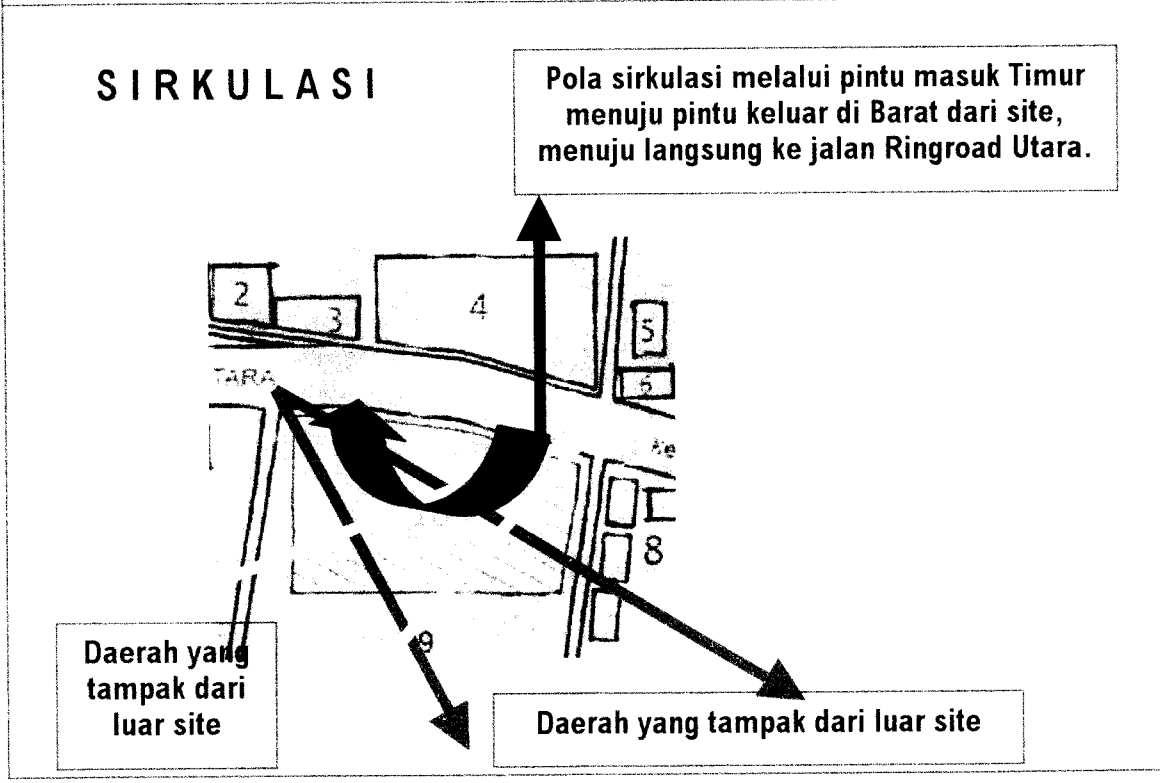 SIRKULASI
Pola sirkulasi melalui pintu masuk Timur
menuju pintu keluar di Barat dari site,
menuju langsung ke jalan Ringroad Utara.
2
3
4
5
6
TARA
Ke
8
9
Daerah yang
tampak dari
luar site
Daerah yang tampak dari luar site